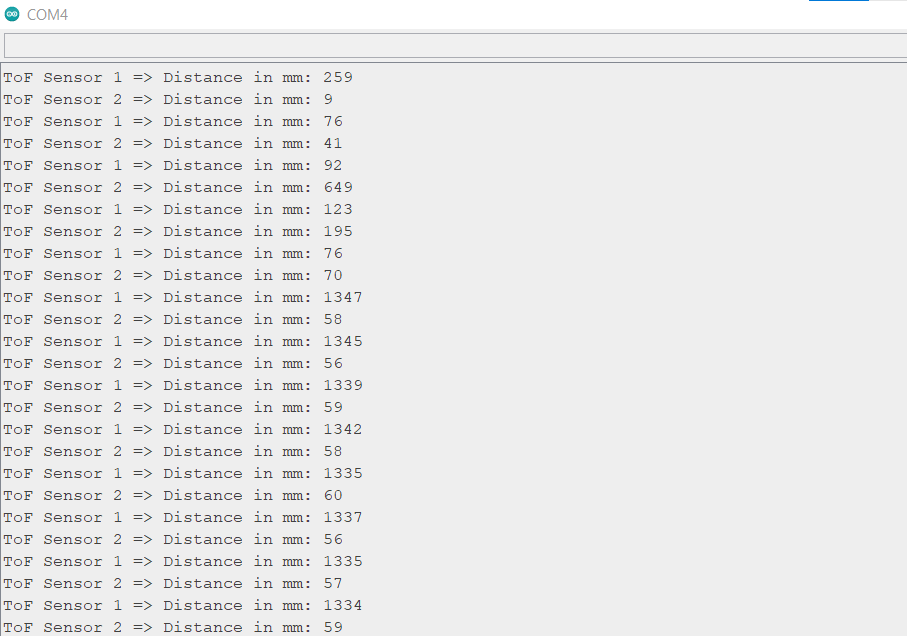 COM4
ToF Sensor 1 => Distance in mm: 259
ToF Sensor 2 => Distance in mm: 9
ToF Sensor 1 => Distance in mm: 76
ToF Sensor 2 => Distance in mm: 41
ToF Sensor 1 => Distance in mm: 92
ToF Sensor 2 => Distance in mm: 649
ToF Sensor 1 => Distance in mm: 123
ToF Sensor 2 => Distance in mm: 195
ToF Sensor 1 => Distance in mm: 76
ToF Sensor 2 => Distance in mm: 70
ToF Sensor 1 => Distance in mm: 1347
ToF Sensor 2 => Distance in mm: 58
ToF Sensor 1 => Distance in mm: 1345
ToF Sensor 2 => Distance in mm: 56
ToF Sensor 1 => Distance in mm: 1339
ToF Sensor 2 => Distance in mm: 59
ToF Sensor 1 => Distance in mm: 1342
ToF Sensor 2 => Distance in mm: 58
ToF Sensor 1 => Distance in mm: 1335
ToF Sensor 2 => Distance in mm: 60
ToF Sensor 1 => Distance in mm: 1337
ToF Sensor 2 => Distance in mm: 56
ToF Sensor 1 => Distance in mm: 1335
ToF Sensor 2 => Distance in mm: 57
ToF Sensor 1 => Distance in mm: 1334
ToF Sensor 2 => Distance in mm: 59